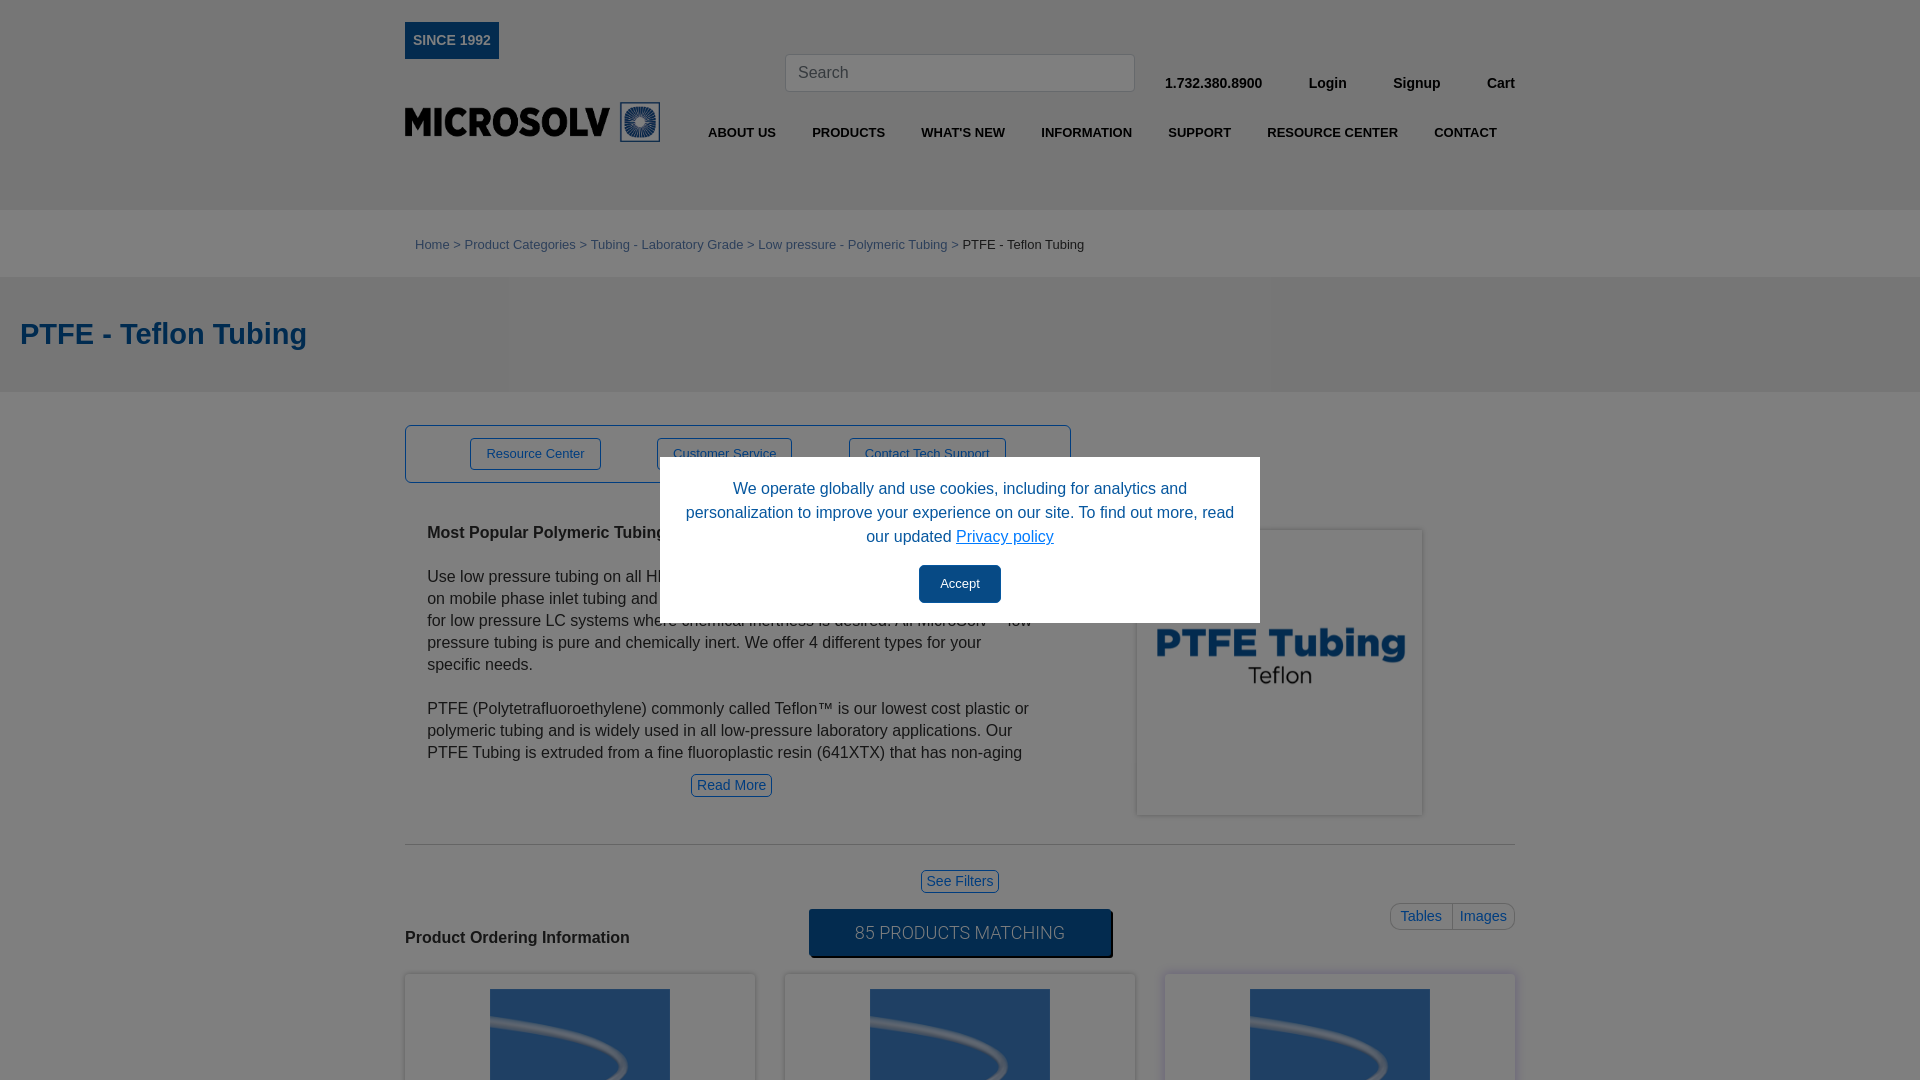 SINCE 1992
Search
1.732.380.8900 Login Signup Cart
MICROSOLV
ABOUT US PRODUCTS WHAT'S NEW INFORMATION SUPPORT RESOURCE CENTER CONTACT
Home > Product Categories > Tubing - Laboratory Grade > Low pressure - Polymeric Tubing > PTFE - Teflon Tubing
PTFE - Teflon Tubing
Resource Center Customer Service Contact Tech Support
We operate globally and use cookies, including for analytics and
personalization to improve your experience on our site. To find out more, read
our updated Privacy policy
Accept
Most Popular Polymeric Tubing
Use low pressure tubing on all
on mobile phase inlet tubing and
for low pressure LC systems where chemical inertness is desired. All MicroSolv™ low
pressure tubing is pure and chemically inert. We offer 4 different types for your
specific needs.
PTFE (Polytetrafluoroethylene) commonly called Teflon™ is our lowest cost plastic or
polymeric tubing and is widely used in all low-pressure laboratory applications. Our
PTFE Tubing is extruded from a fine fluoroplastic resin (641XTX) that has non-aging
Read More
PTFE Tubing
Teflon
See Filters
Tables Images
Product Ordering Information
85 PRODUCTS MATCHING